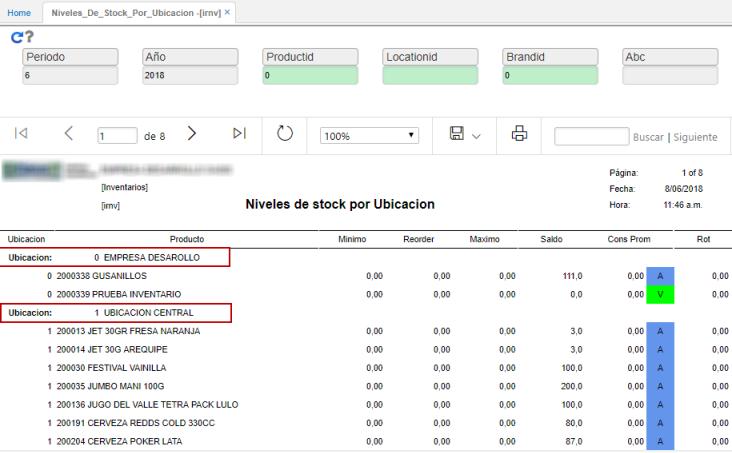 Home Niveles_De_Stock_Por_Ubicacion -[irnv] ×
?
Periodo Año Productid Locationid Brandid Abc
6 2018 0 0
1 de 8 100% Buscar | Siguiente
Página: 1 of 8
[Inventarios] Fecha: 8/06/2018
[irnv] Niveles de stock por Ubicacion Hora: 11:46 a.m.
Ubicacion Producto Minimo Reorder Maximo Saldo Cons Prom Rot
Ubicacion: 0 EMPRESA DESAROLLO
0 2000338 GUSANILLOS 0,00 0,00 0,00 111,0 0,00 A 0,00
0 2000339 PRUEBA INVENTARIO 0,00 0,00 0,00 0,0 0,00 V 0,00
Ubicacion: 1 UBICACION CENTRAL
1 200013 JET 30GR FRESA NARANJA 0,00 0,00 0,00 3,0 0,00 A 0,00
1 200014 JET 30G AREQUIPE 0,00 0,00 0,00 3,0 0,00 A 0,00
1 200030 FESTIVAL VAINILLA 0,00 0,00 0,00 100,0 0,00 A 0,00
1 200035 JUMBO MANI 100G 0,00 0,00 0,00 200,0 0,00 A 0,00
1 200136 JUGO DEL VALLE TETRA PACK LULO 0,00 0,00 0,00 100,0 0,00 A 0,00
1 200191 CERVEZA REDDS COLD 330CC 0,00 0,00 0,00 80,0 0,00 A 0,00
1 200204 CERVEZA POKER LATA 0,00 0,00 0,00 87,0 0,00 A 0,00